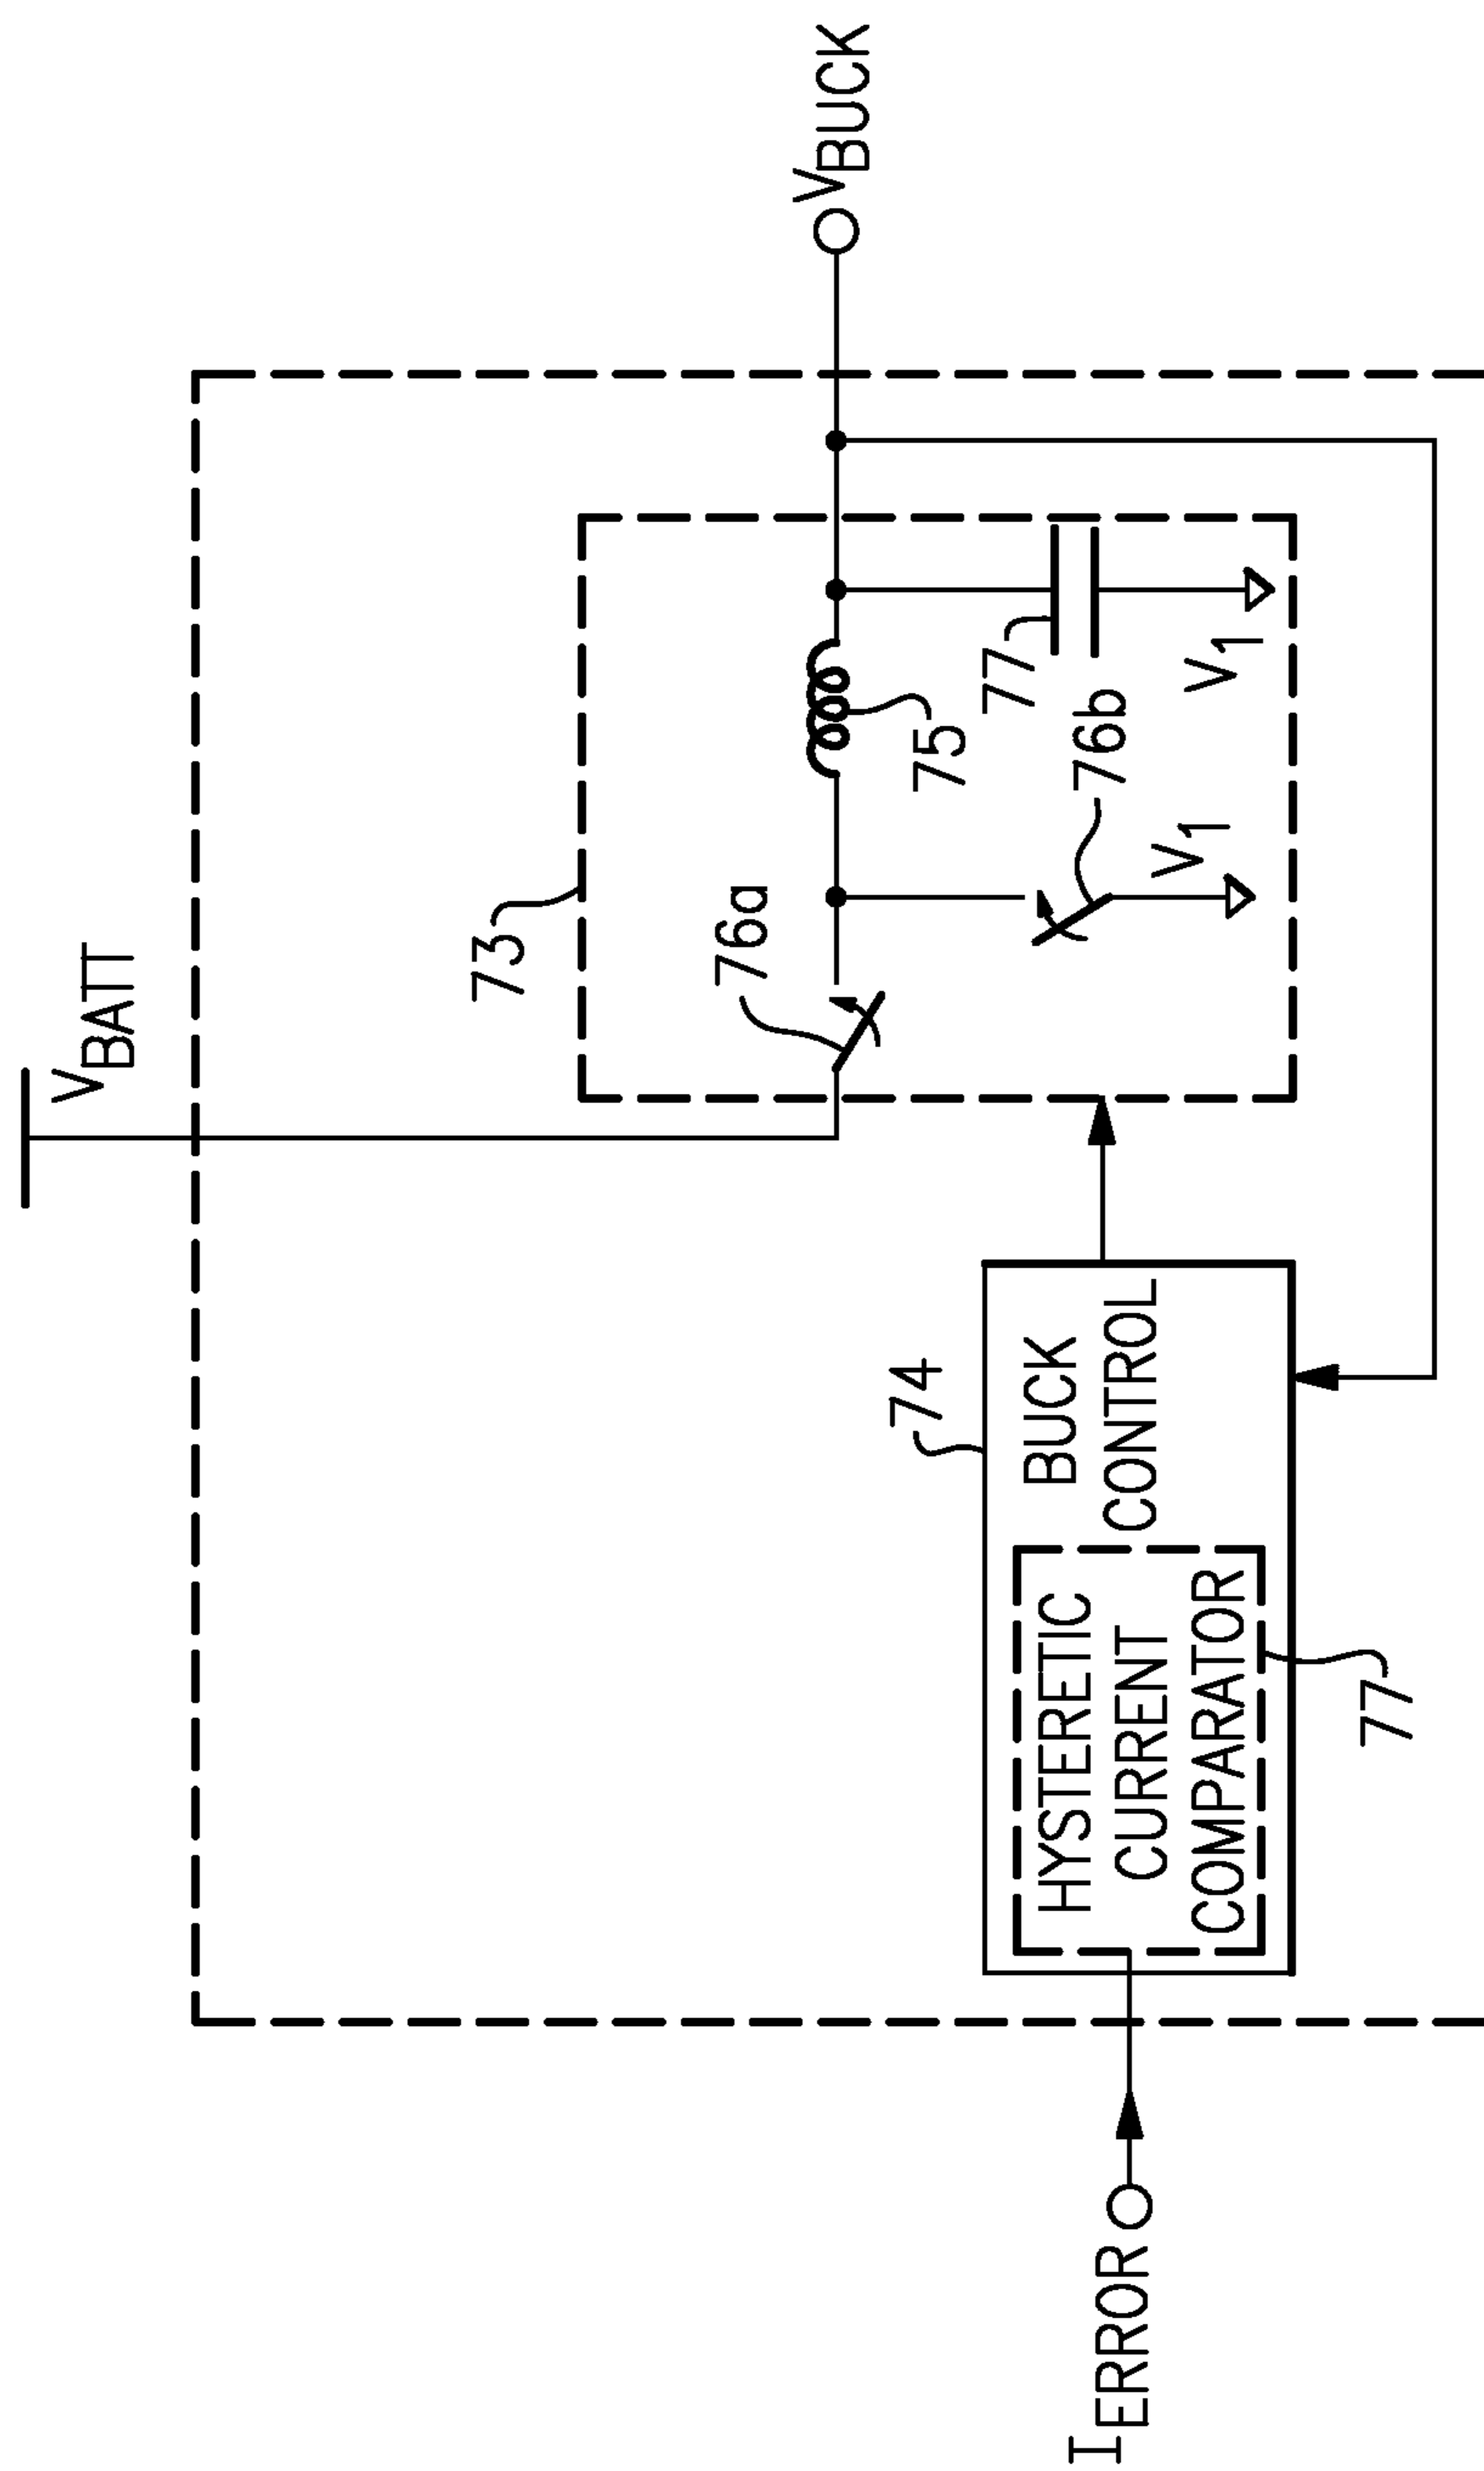 VBATT
73
76a
VBUCK
75
77
76b
V1
V1
74
BUCK
CONTROL
HYSTERETIC
CURRENT
COMPARATOR
IERROR
77